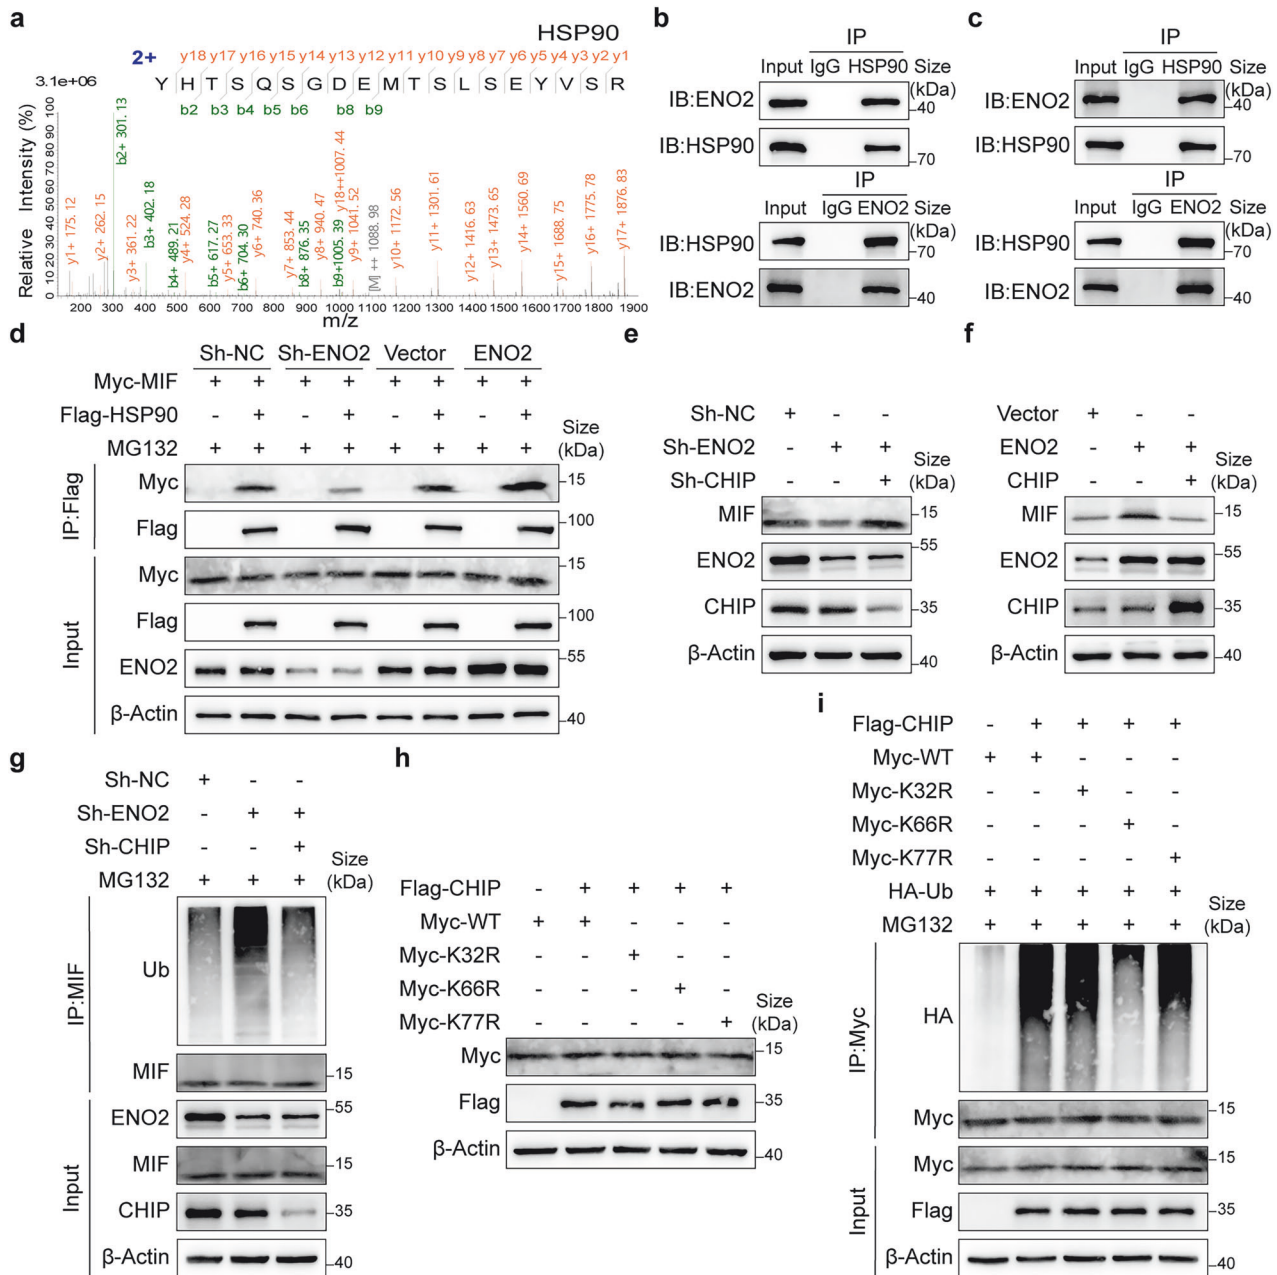 a
HSP90
2+
y18 y17 y16 y15 y14 y13 y12 y11 y10 y9 y8 y7 y6 y5 y4 y3 y2 y1
Y H T S Q S G D E M T S L S E Y V S R
b2 b3 b4 b5 b6 b8 b9
3.1e+06
Relative Intensity (%)
100
90
80
70
60
50
40
30
20
10
0
y1+ 175.12
y2+ 262.15
b2+ 301.13
y3+ 361.22
b3+ 402.18
b4+ 489.21
y4+ 524.28
b5+ 617.27
y5+ 653.33
b6+ 704.30
y6+ 740.36
y7+ 853.44
b8+ 876.35
y8+ 940.47
b9+1005.39
y18++1007.44
y9+ 1041.52
[M]++ 1088.98
y10+ 1172.56
y11+ 1301.61
y12+ 1416.63
y13+ 1473.65
y14+ 1560.69
y15+ 1688.75
y16+ 1775.78
y17+ 1876.83
200 300 400 500 600 700 800 900 1000 1100 1200 1300 1400 1500 1600 1700 1800 1900
m/z
b
IP
Input IgG HSP90 Size
(kDa)
IB:ENO2 40
IB:HSP90 70
IP
Input IgG ENO2 Size
(kDa)
IB:HSP90 70
IB:ENO2 40
c
IP
Input IgG HSP90 Size
(kDa)
IB:ENO2 40
IB:HSP90 70
IP
Input IgG ENO2 Size
(kDa)
IB:HSP90 70
IB:ENO2 40
d
Sh-NC Sh-ENO2 Vector ENO2
Myc-MIF + + + + + + + +
Flag-HSP90 - + - + - + - +
MG132 + + + + + + + +
Size
(kDa)
IP:Flag
Myc 15
Flag 100
Input
Myc 15
Flag 100
ENO2 55
β-Actin 40
e
Sh-NC + - -
Sh-ENO2 - + +
Sh-CHIP - - +
Size
(kDa)
MIF 15
ENO2 55
CHIP 35
β-Actin 40
f
Vector + - -
ENO2 - + +
CHIP - - +
Size
(kDa)
MIF 15
ENO2 55
CHIP 35
β-Actin 40
g
Sh-NC + - -
Sh-ENO2 - + +
Sh-CHIP - - +
MG132 + + +
Size
(kDa)
IP:MIF
Ub
MIF 15
Input
ENO2 55
MIF 15
CHIP 35
β-Actin 40
h
Flag-CHIP - + + + +
Myc-WT + + - - -
Myc-K32R - - + - -
Myc-K66R - - - + -
Myc-K77R - - - - +
Size
(kDa)
Myc 15
Flag 35
β-Actin 40
i
Flag-CHIP - + + + +
Myc-WT + + - - -
Myc-K32R - - + - -
Myc-K66R - - - + -
Myc-K77R - - - - +
HA-Ub + + + + +
MG132 + + + + +
Size
(kDa)
IP:Myc
HA
Myc 15
Input
Myc 15
Flag 35
β-Actin 40